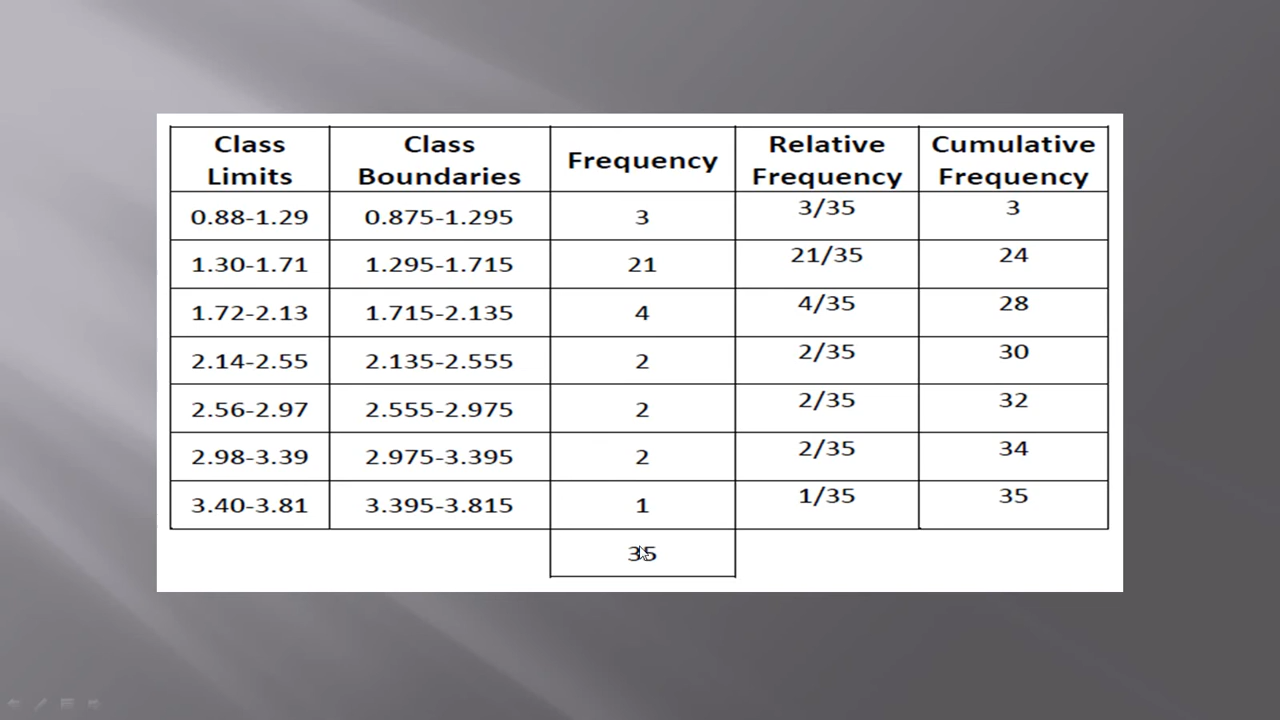 Class Limits Class Boundaries Frequency Relative Frequency Cumulative Frequency
0.88-1.29 0.875-1.295 3 3/35 3
1.30-1.71 1.295-1.715 21 21/35 24
1.72-2.13 1.715-2.135 4 4/35 28
2.14-2.55 2.135-2.555 2 2/35 30
2.56-2.97 2.555-2.975 2 2/35 32
2.98-3.39 2.975-3.395 2 2/35 34
3.40-3.81 3.395-3.815 1 1/35 35
35